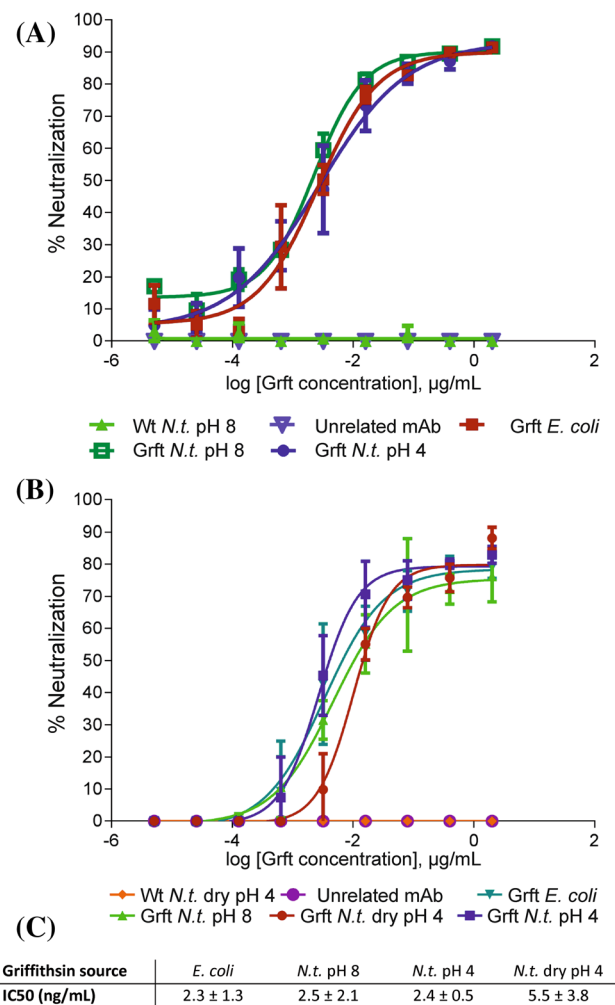 (A)
100
90
80
70
60
50
40
30
20
10
0
% Neutralization
-6 -4 -2 0 2
log [Grft concentration], µg/mL
Wt N.t. pH 8 Unrelated mAb Grft E. coli
Grft N.t. pH 8 Grft N.t. pH 4
(B)
100
90
80
70
60
50
40
30
20
10
0
% Neutralization
-6 -4 -2 0 2
log [Grft concentration], µg/mL
Wt N.t. dry pH 4 Unrelated mAb Grft E. coli
Grft N.t. pH 8 Grft N.t. dry pH 4 Grft N.t. pH 4
(C)
Griffithsin source E. coli N.t. pH 8 N.t. pH 4 N.t. dry pH 4
IC50 (ng/mL) 2.3 ± 1.3 2.5 ± 2.1 2.4 ± 0.5 5.5 ± 3.8